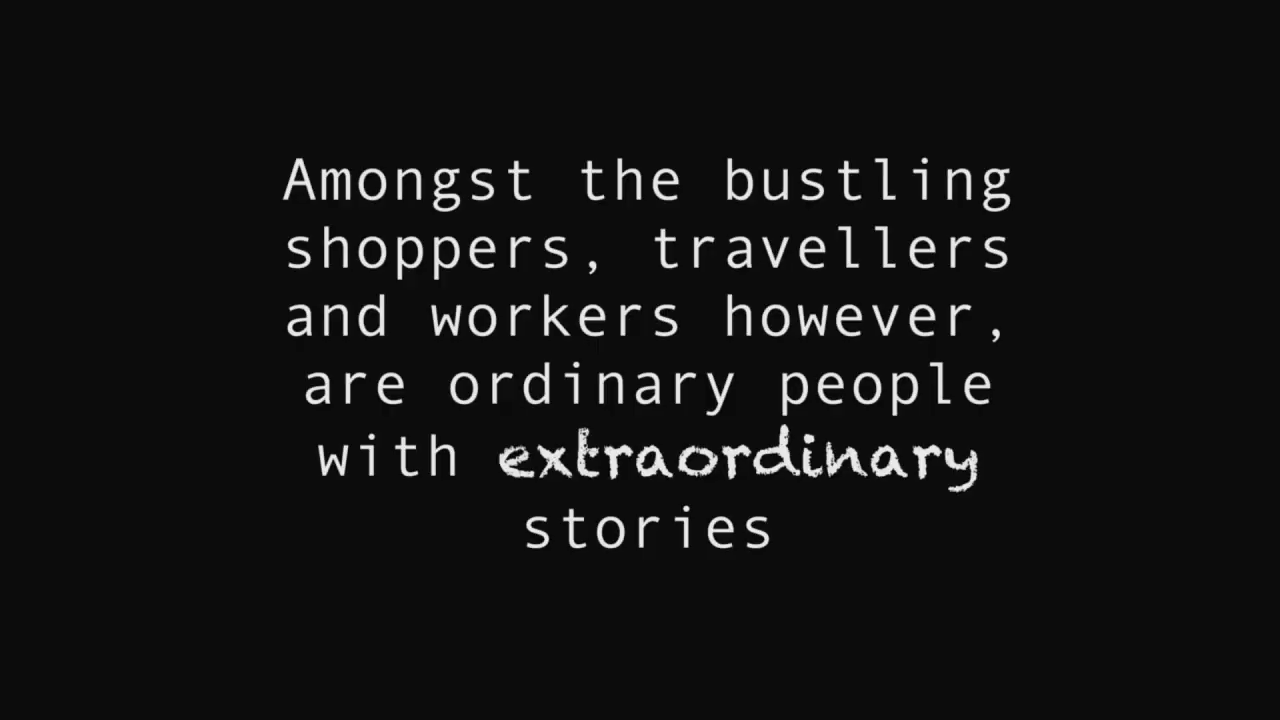 Amongst the bustling
shoppers, travellers
and workers however,
are ordinary people
with extraordinary
stories